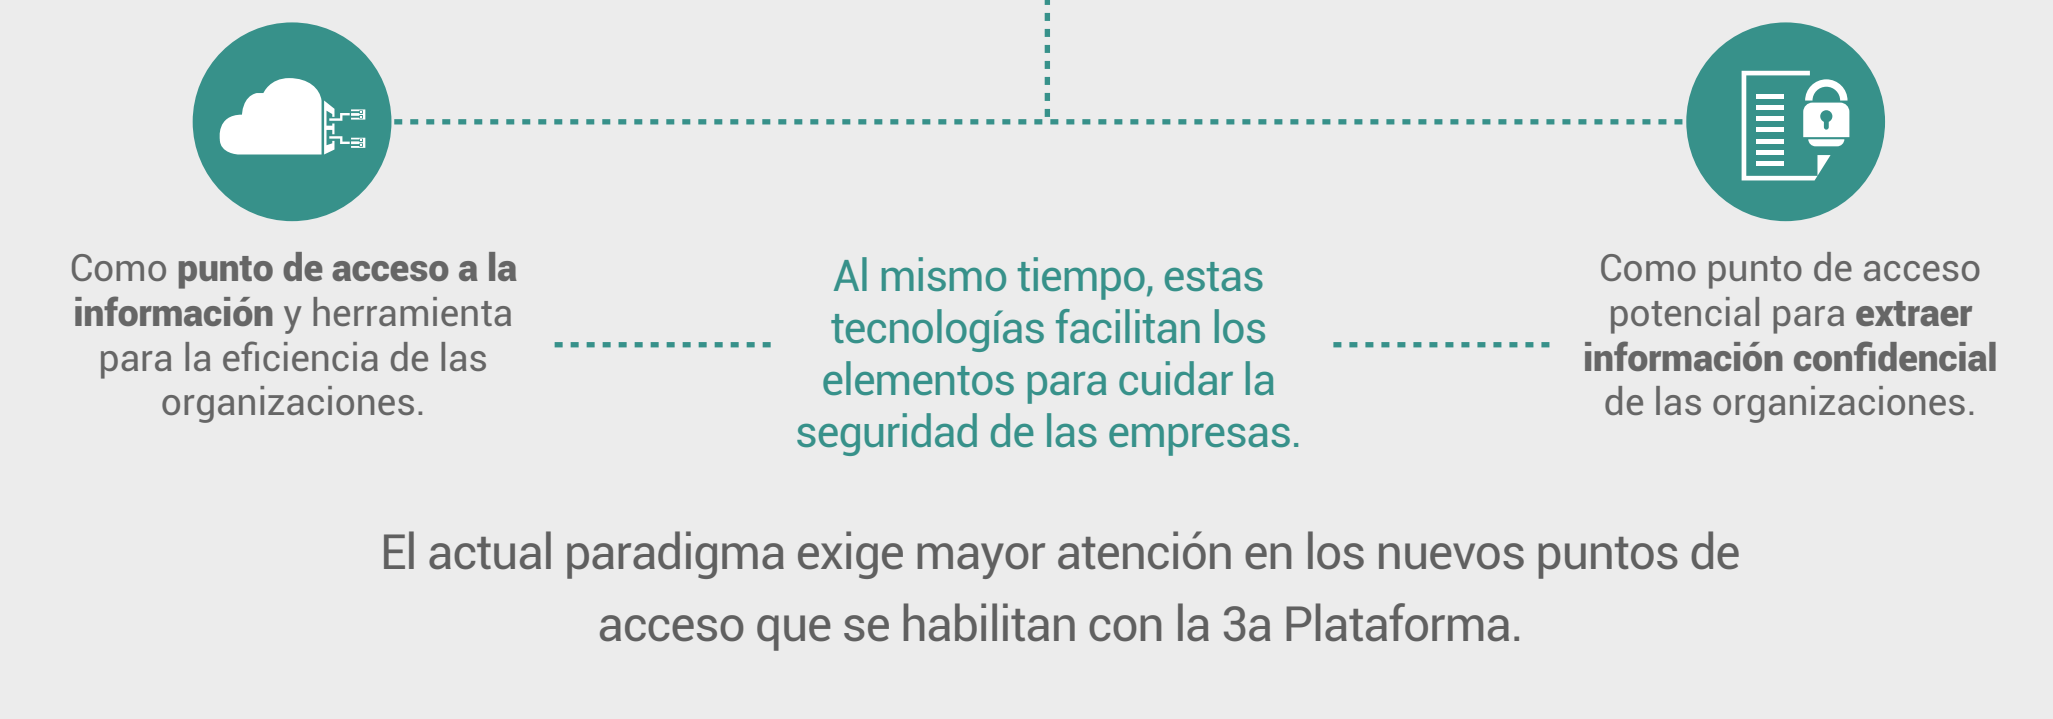 Como punto de acceso a la
información y herramienta
para la eficiencia de las
organizaciones.
Al mismo tiempo, estas
tecnologías facilitan los
elementos para cuidar la
seguridad de las empresas.
Como punto de acceso
potencial para extraer
información confidencial
de las organizaciones.
El actual paradigma exige mayor atención en los nuevos puntos de
acceso que se habilitan con la 3a Plataforma.